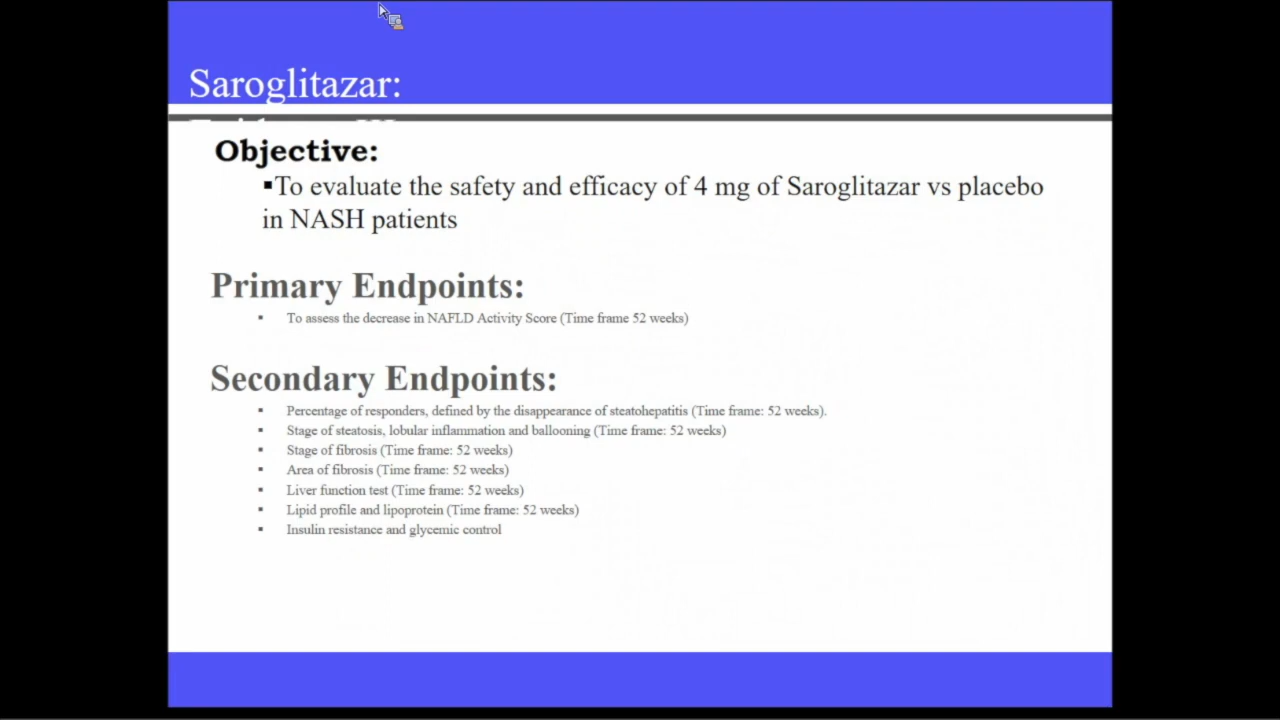 Saroglitazar:
Objective:
▪To evaluate the safety and efficacy of 4 mg of Saroglitazar vs placebo
in NASH patients
Primary Endpoints:
▪ To assess the decrease in NAFLD Activity Score (Time frame 52 weeks)
Secondary Endpoints:
▪ Percentage of responders, defined by the disappearance of steatohepatitis (Time frame: 52 weeks).
▪ Stage of steatosis, lobular inflammation and ballooning (Time frame: 52 weeks)
▪ Stage of fibrosis (Time frame: 52 weeks)
▪ Area of fibrosis (Time frame: 52 weeks)
▪ Liver function test (Time frame: 52 weeks)
▪ Lipid profile and lipoprotein (Time frame: 52 weeks)
▪ Insulin resistance and glycemic control